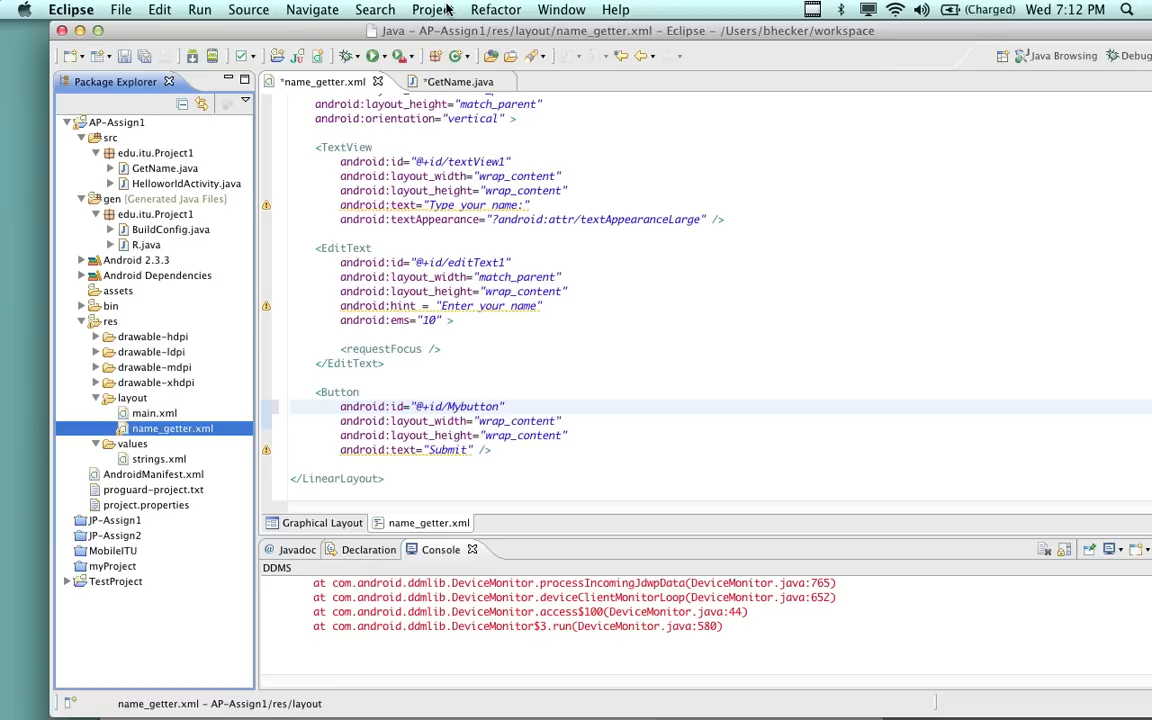 Eclipse File Edit Run Source Navigate Search Project Refactor Window Help (Charged) Wed 7:12 PM
Java - AP-Assign1/res/layout/name_getter.xml - Eclipse - /Users/bhecker/workspace
Java Browsing Debug
Package Explorer
*name_getter.xml
*GetName.java
AP-Assign1
src
edu.itu.Project1
GetName.java
HelloworldActivity.java
gen [Generated Java Files]
edu.itu.Project1
BuildConfig.java
R.java
Android 2.3.3
Android Dependencies
assets
bin
res
drawable-hdpi
drawable-ldpi
drawable-mdpi
drawable-xhdpi
layout
main.xml
name_getter.xml
values
strings.xml
AndroidManifest.xml
proguard-project.txt
project.properties
JP-Assign1
JP-Assign2
MobileITU
myProject
TestProject
android:layout_height="match_parent"
android:orientation="vertical" >
<TextView
android:id="@+id/textView1"
android:layout_width="wrap_content"
android:layout_height="wrap_content"
android:text="Type your name:"
android:textAppearance="?android:attr/textAppearanceLarge" />
<EditText
android:id="@+id/editText1"
android:layout_width="match_parent"
android:layout_height="wrap_content"
android:hint = "Enter your name"
android:ems="10" >
<requestFocus />
</EditText>
<Button
android:id="@+id/Mybutton"
android:layout_width="wrap_content"
android:layout_height="wrap_content"
android:text="Submit" />
</LinearLayout>
Graphical Layout name_getter.xml
Javadoc Declaration Console
DDMS
at com.android.ddmlib.DeviceMonitor.processIncomingJdwpData(DeviceMonitor.java:765)
at com.android.ddmlib.DeviceMonitor.deviceClientMonitorLoop(DeviceMonitor.java:652)
at com.android.ddmlib.DeviceMonitor.access$100(DeviceMonitor.java:44)
at com.android.ddmlib.DeviceMonitor$3.run(DeviceMonitor.java:580)
name_getter.xml - AP-Assign1/res/layout